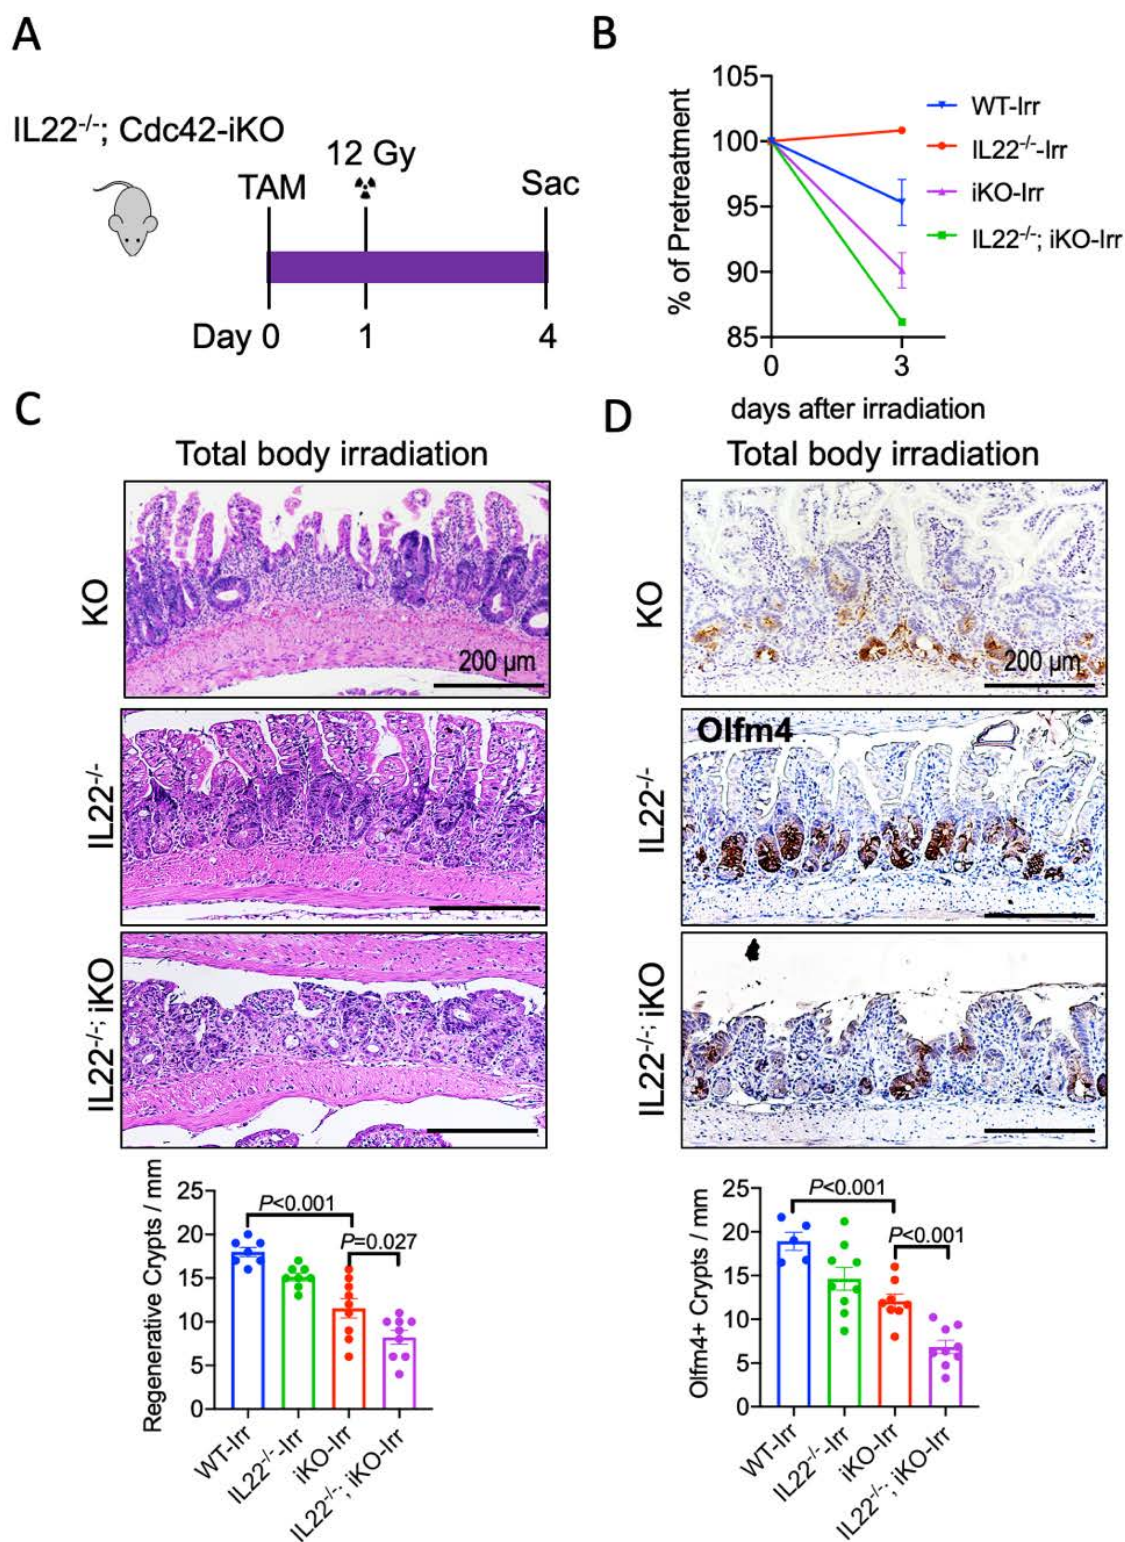 A
IL22-/-; Cdc42-iKO
12 Gy
TAM
Sac
Day 0
1
4
B
% of Pretreatment
105
100
95
90
85
0
3
days after irradiation
WT-Irr
IL22-/--Irr
iKO-Irr
IL22-/-; iKO-Irr
C
Total body irradiation
KO
200 µm
IL22-/-
IL22-/-; iKO
Regenerative Crypts / mm
25
20
15
10
5
0
P<0.001
P=0.027
WT-Irr
IL22-/--Irr
iKO-Irr
IL22-/-; iKO-Irr
D
Total body irradiation
KO
200 µm
Olfm4
IL22-/-
IL22-/-; iKO
Olfm4+ Crypts / mm
25
20
15
10
5
0
P<0.001
P<0.001
WT-Irr
IL22-/--Irr
iKO-Irr
IL22-/-; iKO-Irr